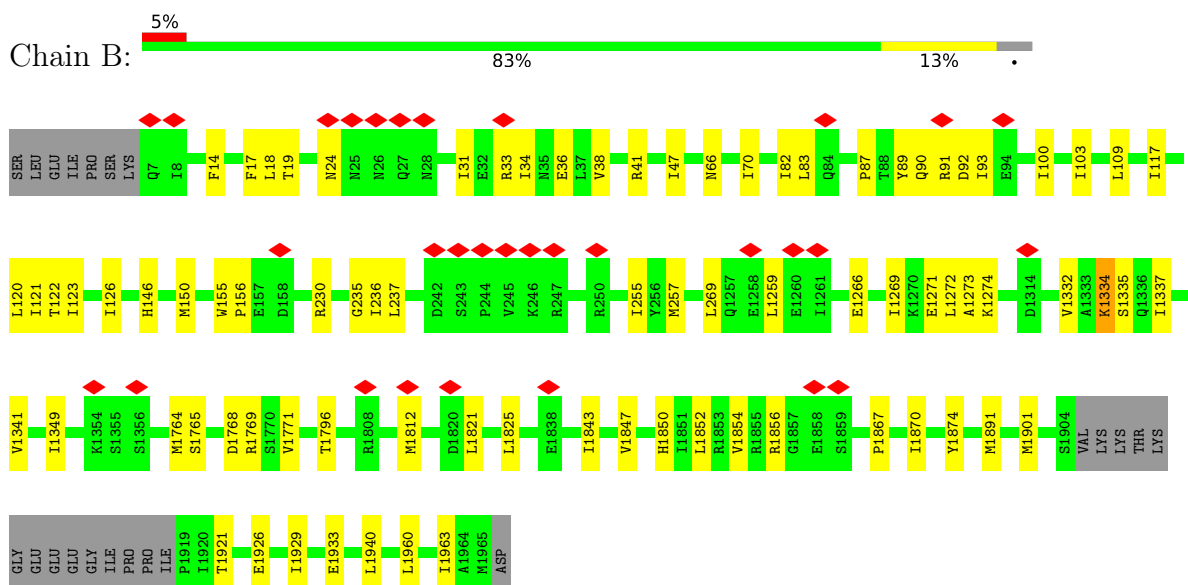 5%
Chain B:
83% 13% •
SER LEU GLU ILE PRO SER LYS Q7 I8 F14 F17 L18 T19 N24 N25 N26 Q27 N28 I31 E32 R33 I34 N35 E36 L37 V38 R41 I47 N66 I70 I82 L83 Q84 P87 T88 Y89 Q90 R91 D92 I93 E94 I100 I103 L109 I117
L120 I121 T122 I123 I126 H146 M150 W155 P156 E157 D158 R230 G235 I236 L237 D242 S243 P244 V245 K246 R247 R250 I255 Y256 M257 L269 Q1257 E1258 L1259 E1260 I1261 E1266 I1269 K1270 E1271 L1272 A1273 K1274 D1314 V1332 A1333 K1334 S1335 Q1336 I1337
V1341 I1349 K1354 S1355 S1356 M1764 S1765 D1768 R1769 S1770 V1771 T1796 R1808 M1812 D1820 L1821 L1825 E1838 I1843 V1847 H1850 I1851 L1852 R1853 V1854 R1855 R1856 G1857 E1858 S1859 P1867 I1870 Y1874 M1891 M1901 S1904 VAL LYS LYS THR LYS
GLY GLU GLU GLU GLY ILE PRO PRO ILE P1919 I1920 T1921 E1926 I1929 E1933 L1940 L1960 I1963 A1964 M1965 ASP